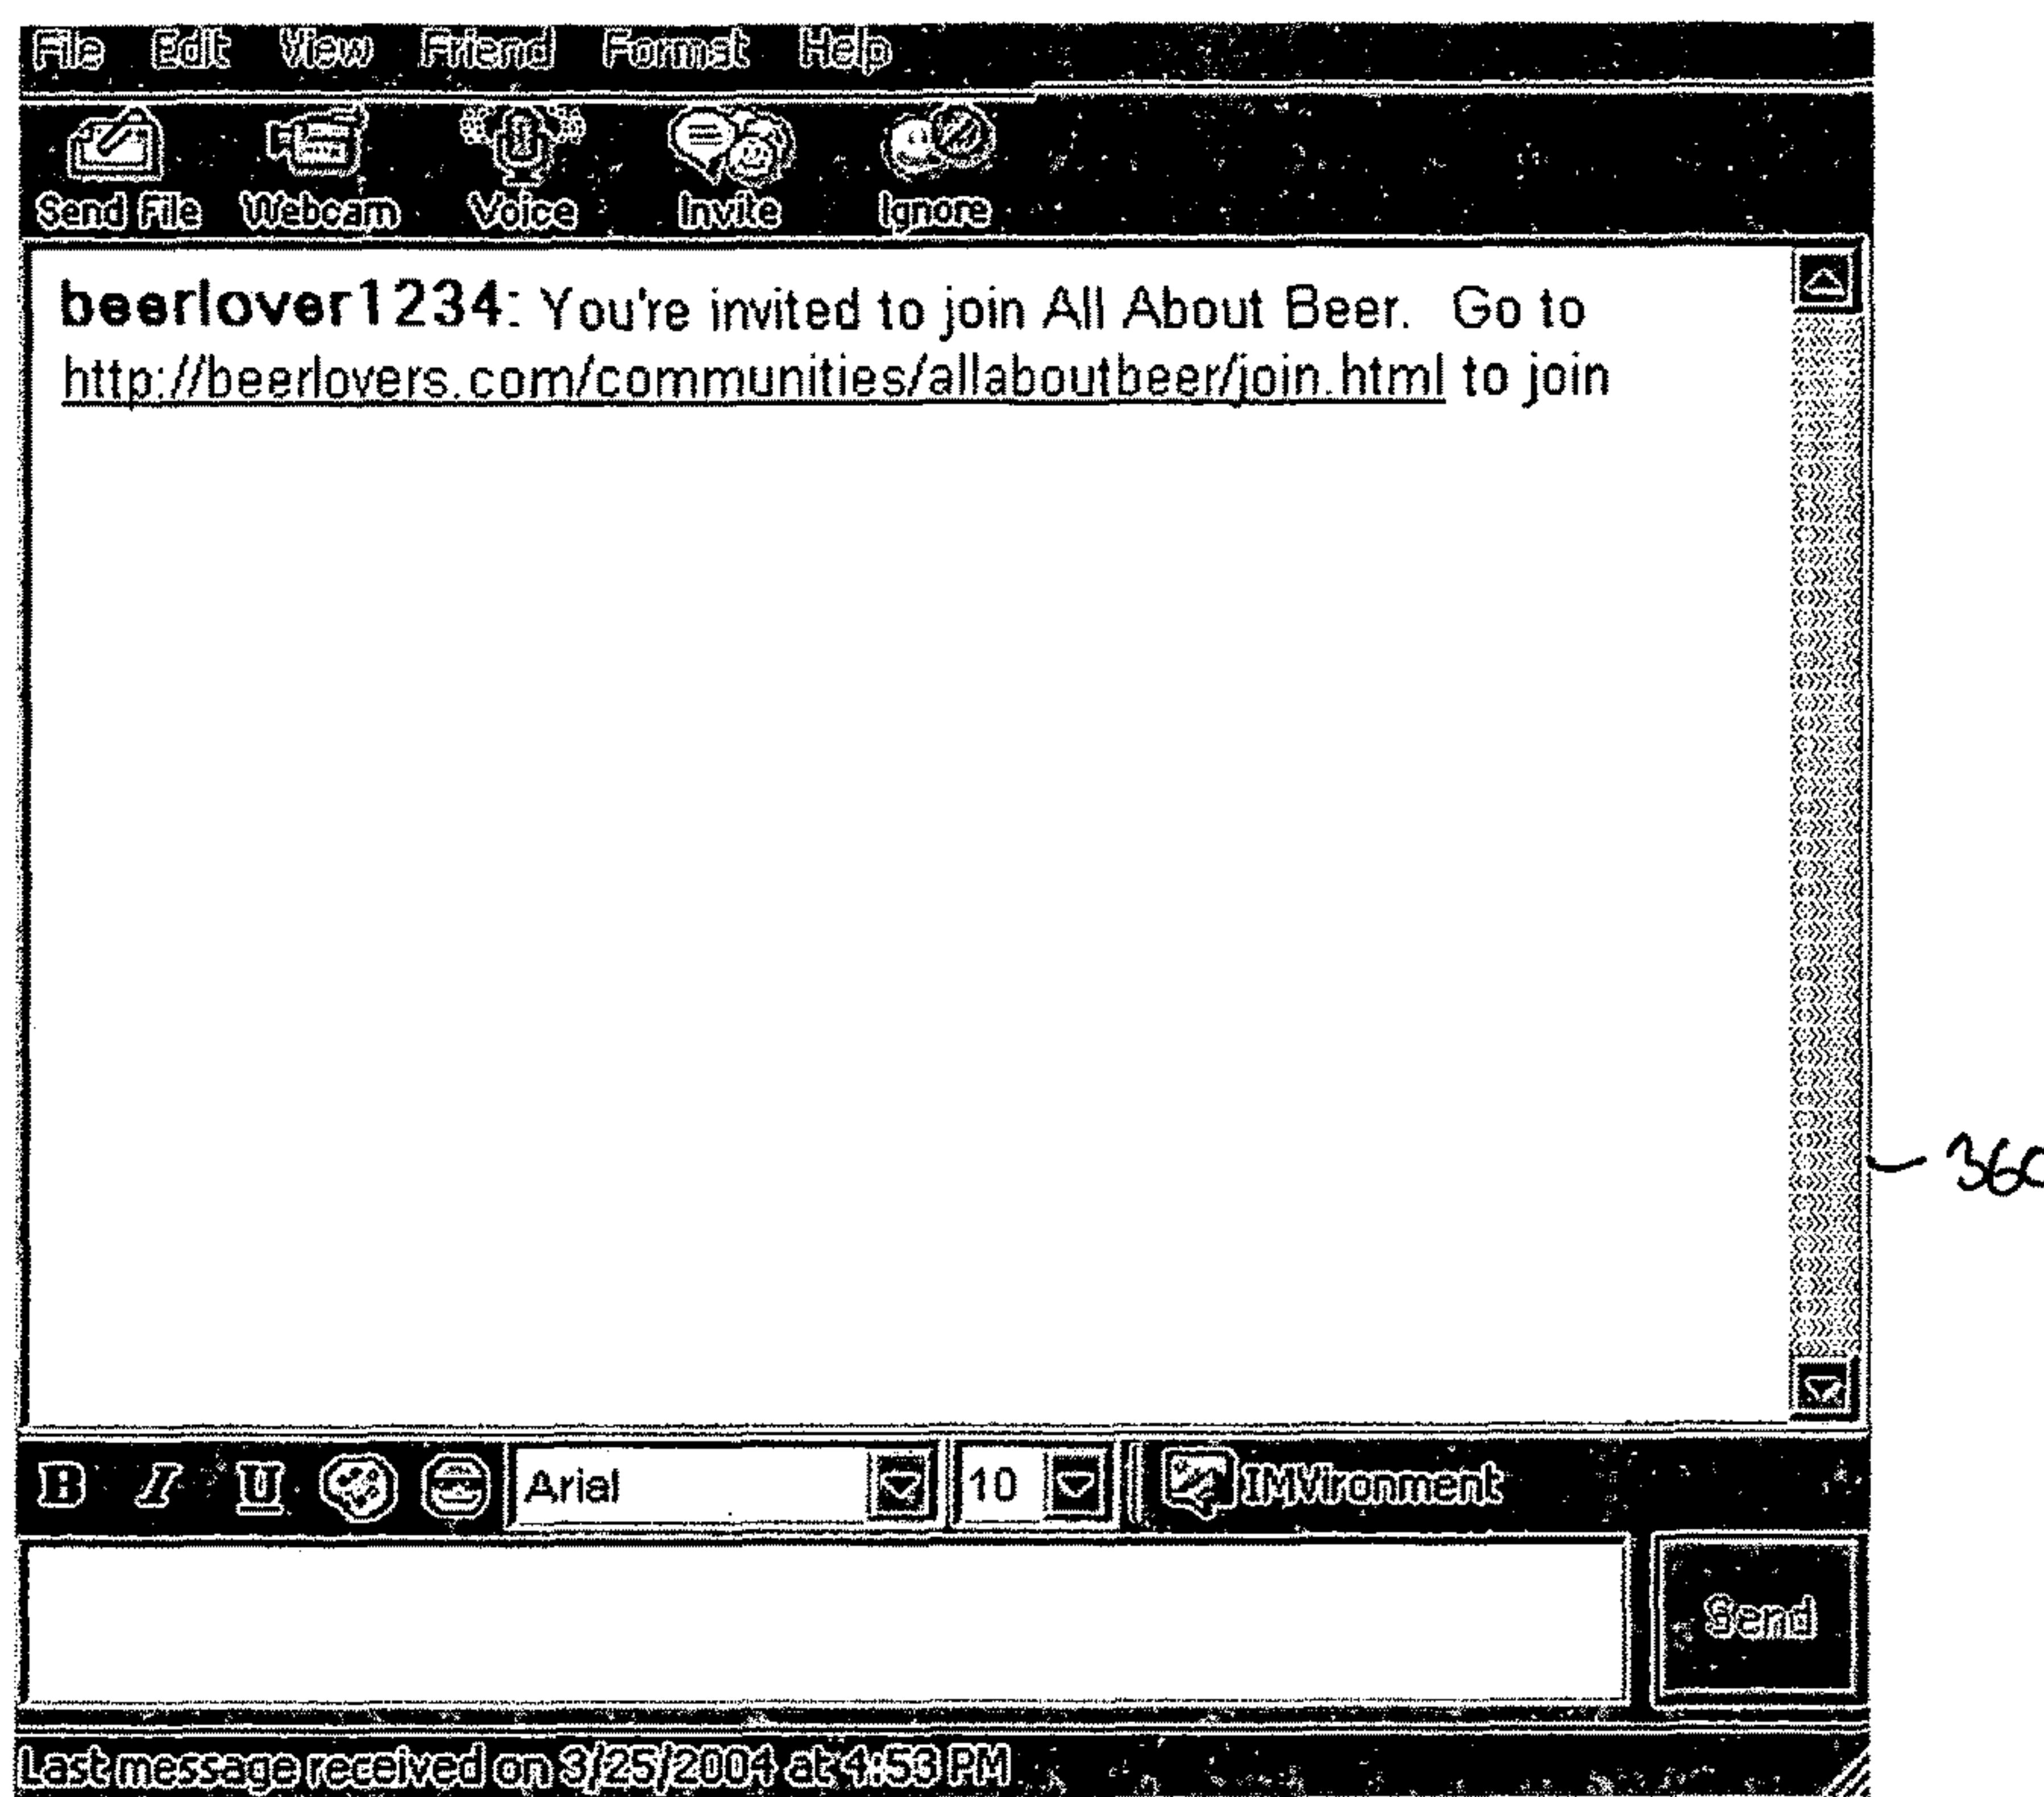 File Edit View Friend Format Help
Send File Webcam Voice Invite Ignore
beerlover1234: You're invited to join All About Beer. Go to
http://beerlovers.com/communities/allaboutbeer/join.html to join
360
B I U Arial 10 IMVironment
Send
Last message received on 3/25/2004 at 4:53 PM